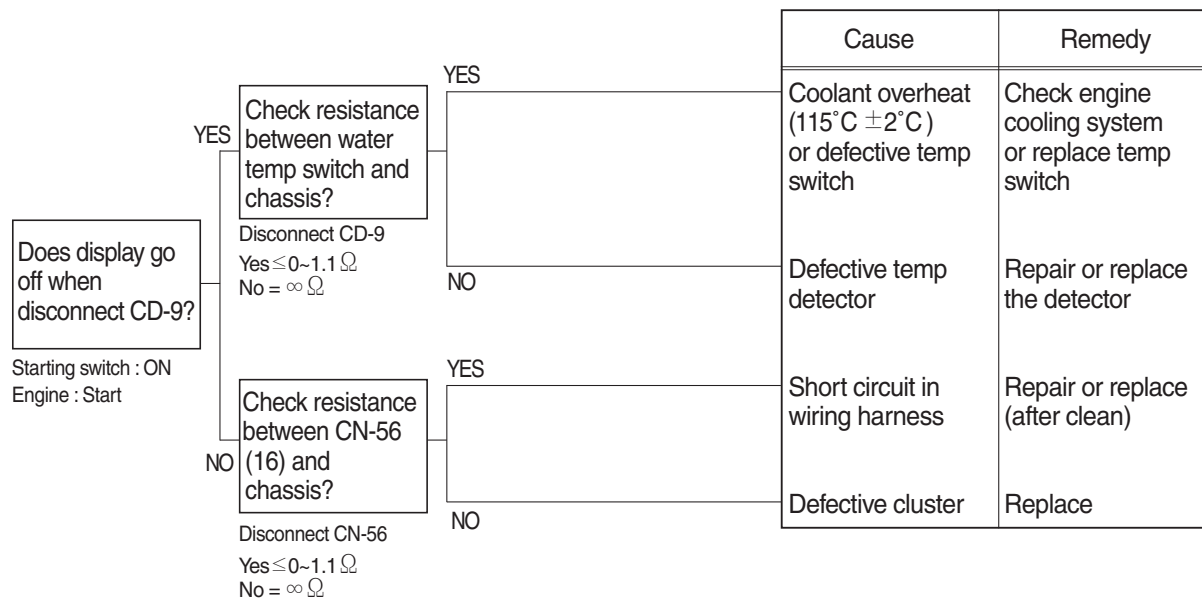 Does display go
off when
disconnect CD-9?
Starting switch : ON
Engine : Start
YES
Check resistance
between water
temp switch and
chassis?
Disconnect CD-9
Yes≤0~1.1Ω
No = ∞Ω
NO
Check resistance
between CN-56
(16) and
chassis?
Disconnect CN-56
Yes≤0~1.1Ω
No = ∞Ω
Cause
Remedy
YES
Coolant overheat
(115˚C ±2˚C)
or defective temp
switch
Check engine
cooling system
or replace temp
switch
NO
Defective temp
detector
Repair or replace
the detector
YES
Short circuit in
wiring harness
Repair or replace
(after clean)
NO
Defective cluster
Replace